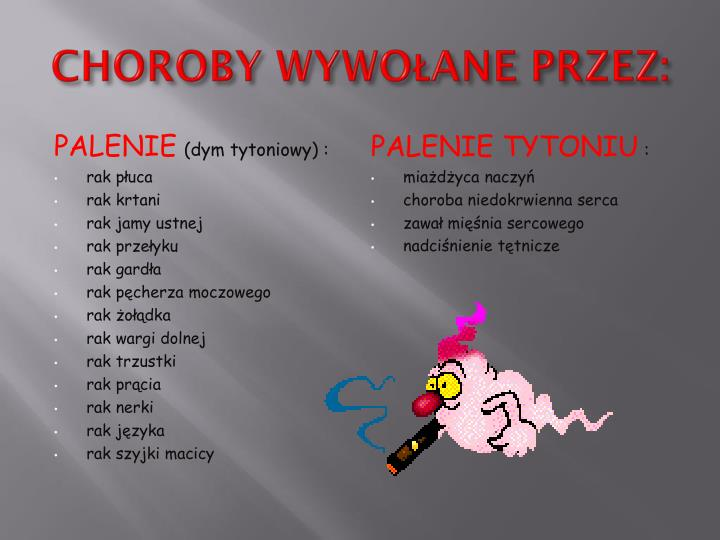 CHOROBY WYWOŁANE PRZEZ:
PALENIE (dym tytoniowy) :
• rak płuca
• rak krtani
• rak jamy ustnej
• rak przełyku
• rak gardła
• rak pęcherza moczowego
• rak żołądka
• rak wargi dolnej
• rak trzustki
• rak prącia
• rak nerki
• rak języka
• rak szyjki macicy
PALENIE TYTONIU :
• miażdżyca naczyń
• choroba niedokrwienna serca
• zawał mięśnia sercowego
• nadciśnienie tętnicze